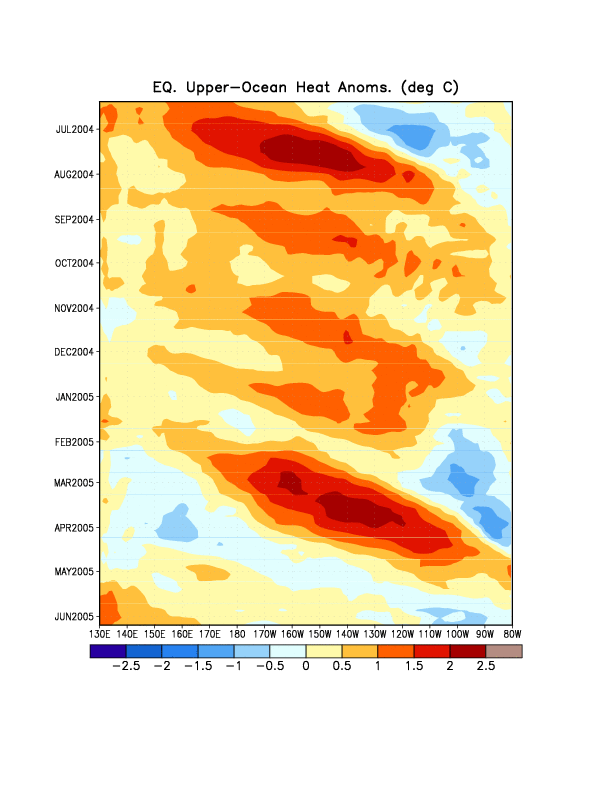 EQ. Upper-Ocean Heat Anoms. (deg C)
JUL2004
AUG2004
SEP2004
OCT2004
NOV2004
DEC2004
JAN2005
FEB2005
MAR2005
APR2005
MAY2005
JUN2005
130E 140E 150E 160E 170E 180 170W 160W 150W 140W 130W 120W 110W 100W 90W 80W
-2.5 -2 -1.5 -1 -0.5 0 0.5 1 1.5 2 2.5